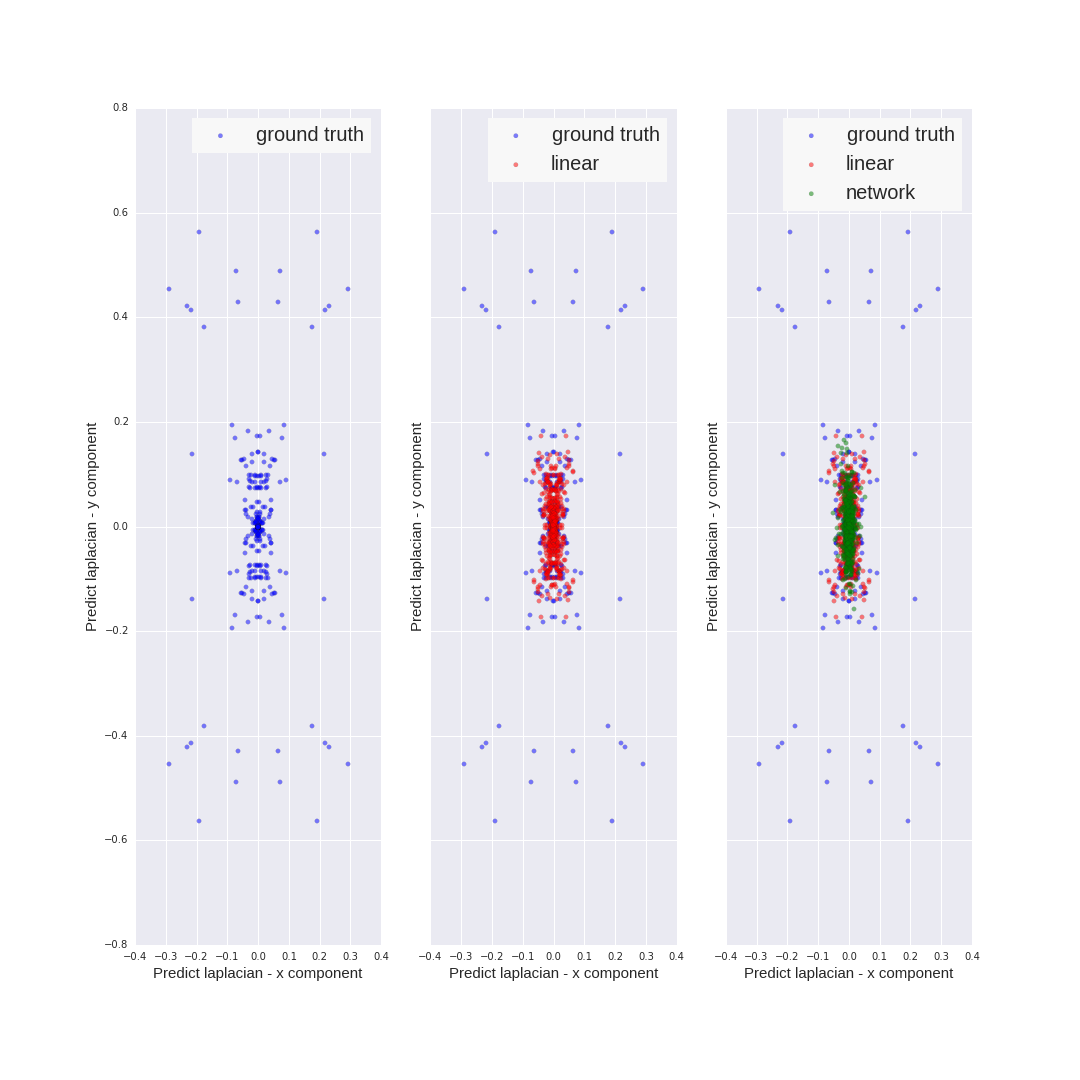 ground truth
ground truth
linear
ground truth
linear
network
0.8
0.6
0.4
0.2
0.0
−0.2
−0.4
−0.6
−0.8
Predict laplacian - y component
Predict laplacian - y component
Predict laplacian - y component
−0.4 −0.3 −0.2 −0.1 0.0 0.1 0.2 0.3 0.4
−0.4 −0.3 −0.2 −0.1 0.0 0.1 0.2 0.3 0.4
−0.4 −0.3 −0.2 −0.1 0.0 0.1 0.2 0.3 0.4
Predict laplacian - x component
Predict laplacian - x component
Predict laplacian - x component